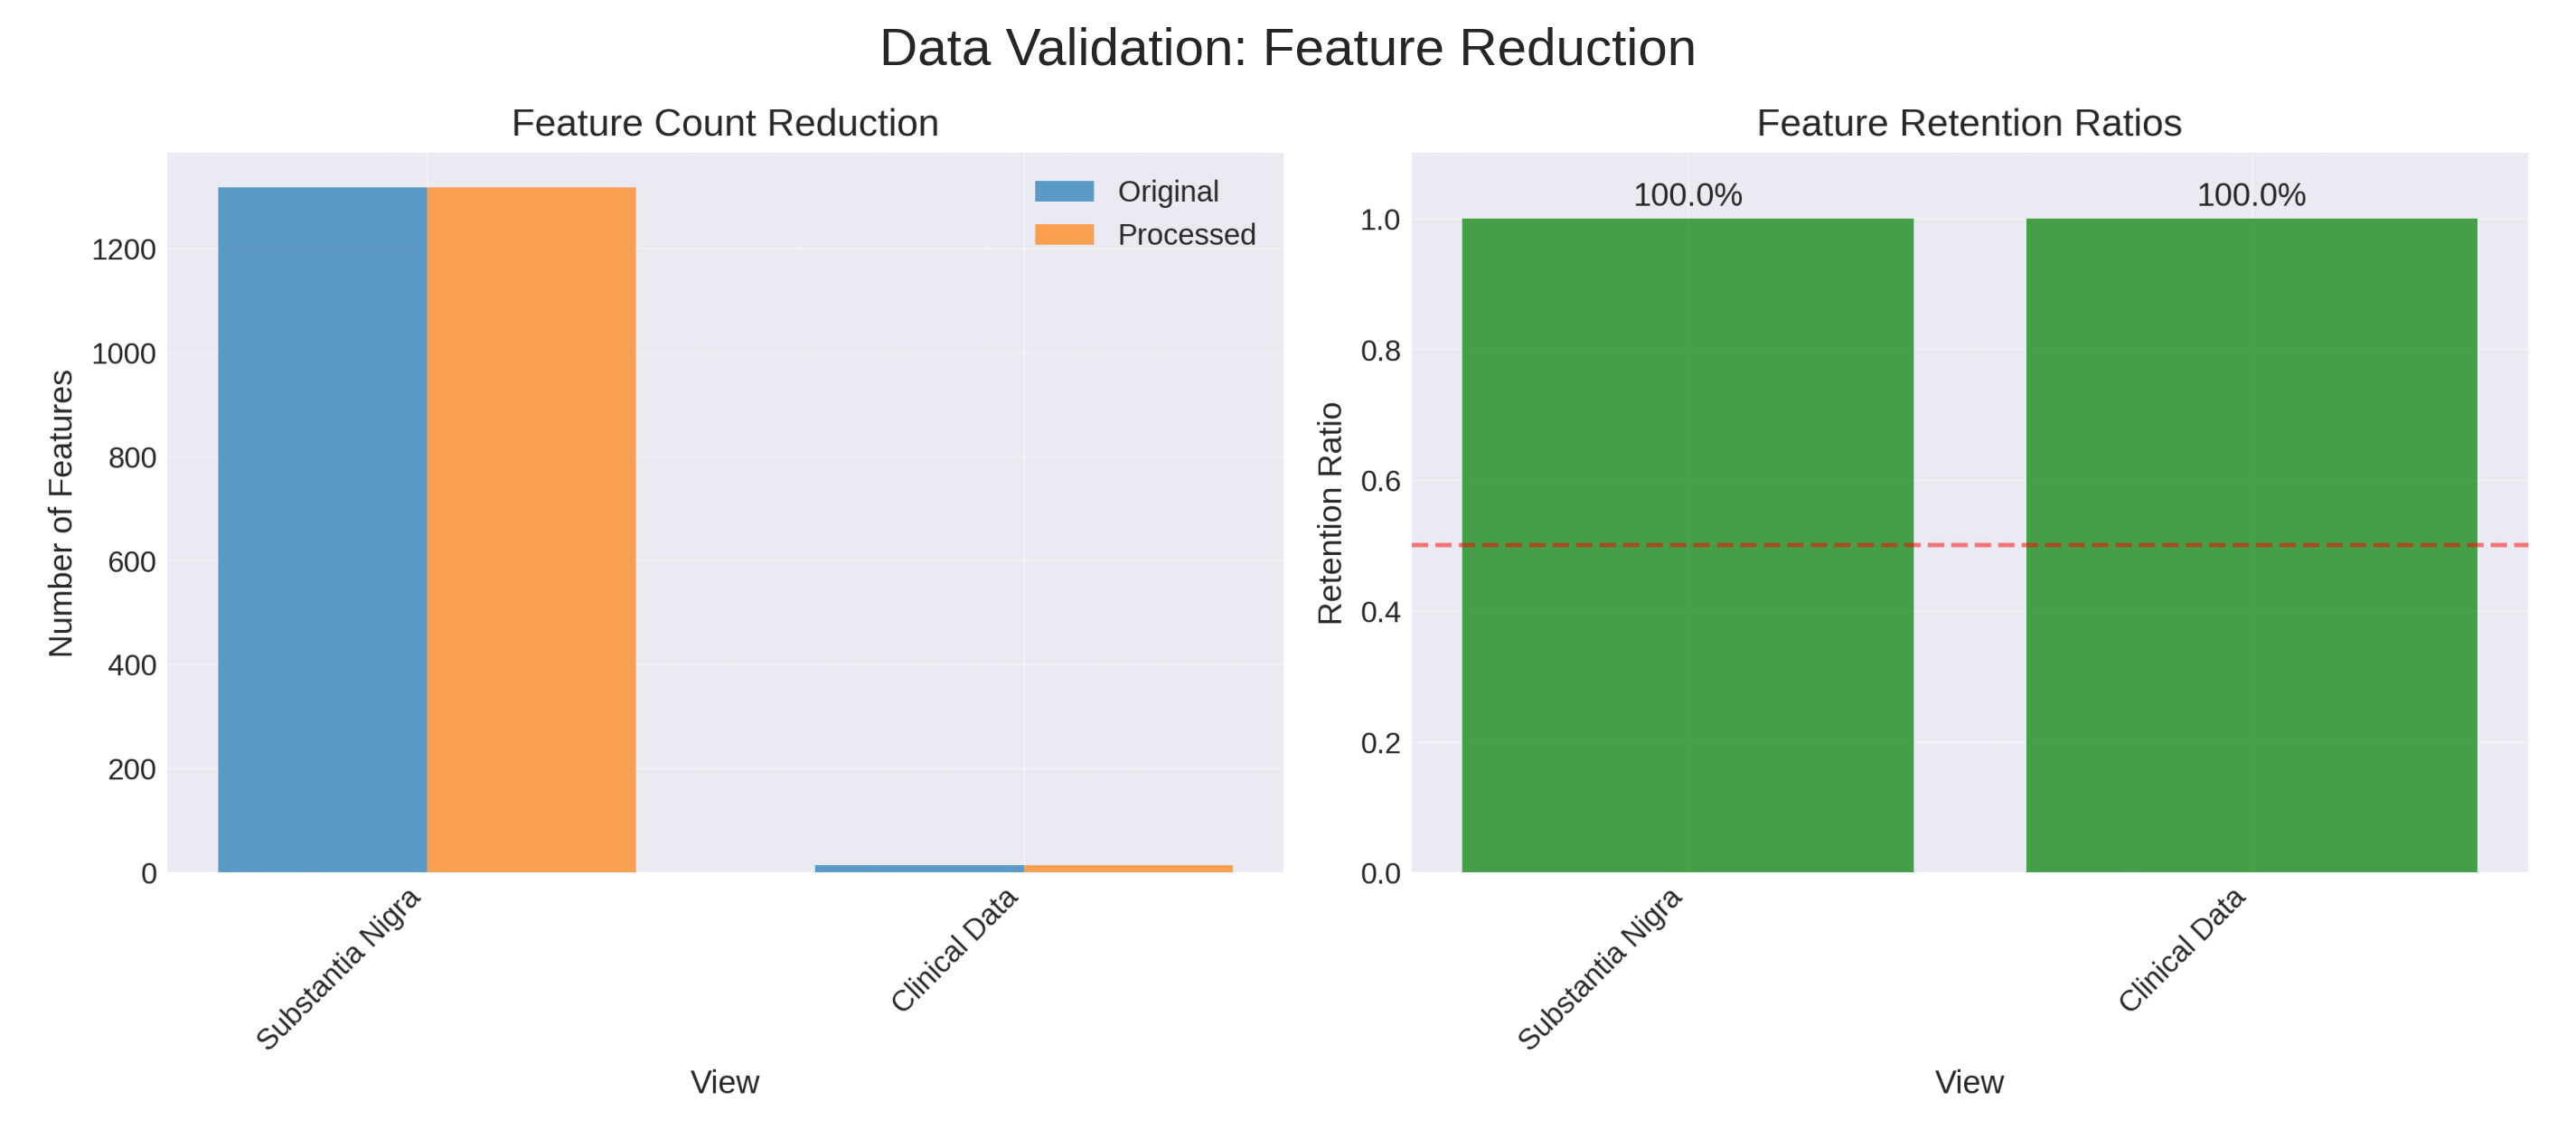 Data Validation: Feature Reduction
Feature Count Reduction
Number of Features
1200
1000
800
600
400
200
0
Original
Processed
Substantia Nigra
Clinical Data
View
Feature Retention Ratios
Retention Ratio
1.0
0.8
0.6
0.4
0.2
0.0
100.0%
100.0%
Substantia Nigra
Clinical Data
View